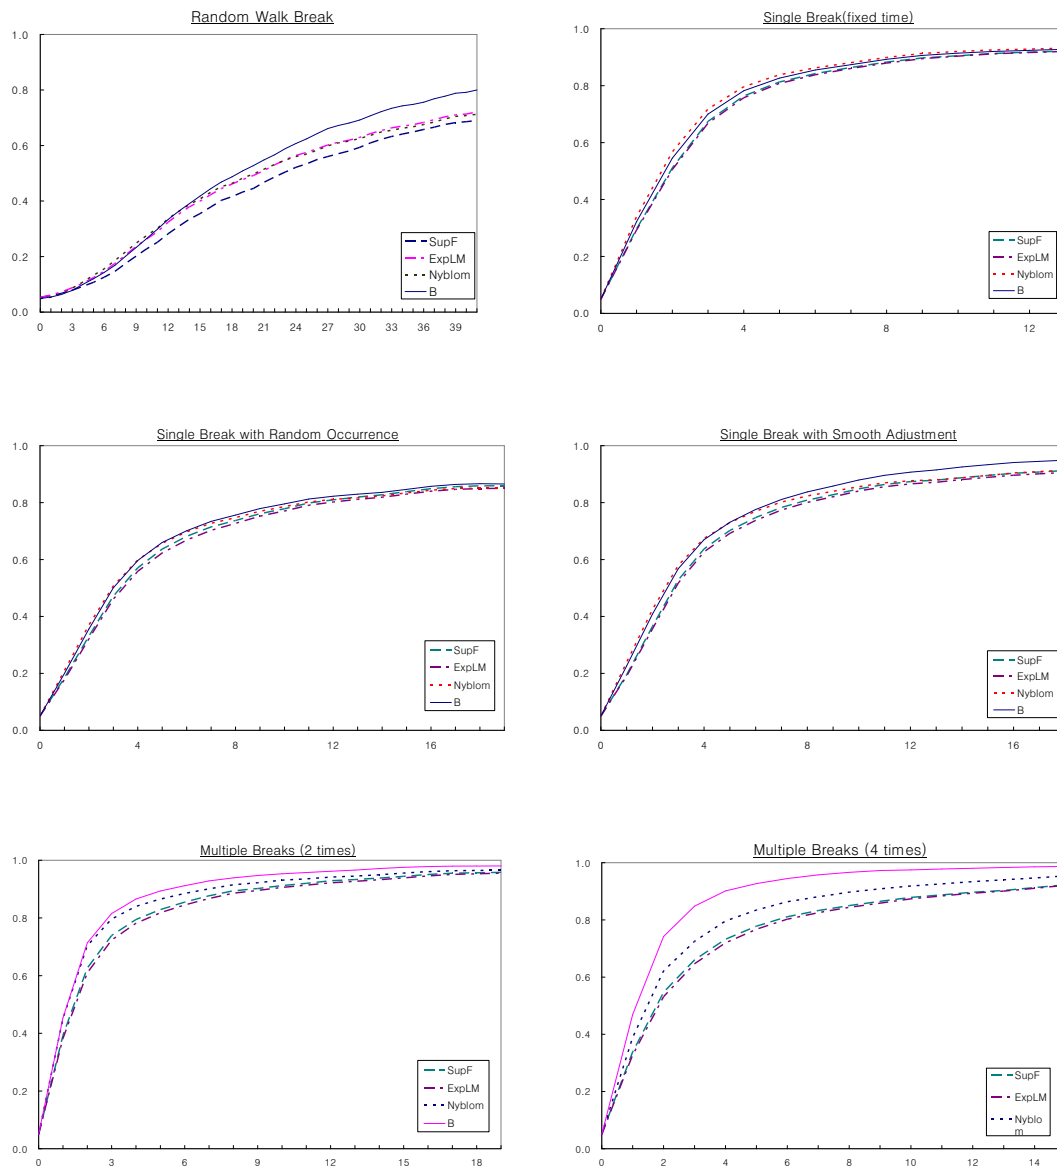 Random Walk Break
1.0
0.8
0.6
0.4
0.2
0.0
0 3 6 9 12 15 18 21 24 27 30 33 36 39
SupF
ExpLM
Nyblom
B
Single Break(fixed time)
1.0
0.8
0.6
0.4
0.2
0.0
0 4 8 12
SupF
ExpLM
Nyblom
B
Single Break with Random Occurrence
1.0
0.8
0.6
0.4
0.2
0.0
0 4 8 12 16
SupF
ExpLM
Nyblom
B
Single Break with Smooth Adjustment
1.0
0.8
0.6
0.4
0.2
0.0
0 4 8 12 16
SupF
ExpLM
Nyblom
B
Multiple Breaks (2 times)
1.0
0.8
0.6
0.4
0.2
0.0
0 3 6 9 12 15 18
SupF
ExpLM
Nyblom
B
Multiple Breaks (4 times)
1.0
0.8
0.6
0.4
0.2
0.0
0 2 4 6 8 10 12 14
SupF
ExpLM
Nyblo
m